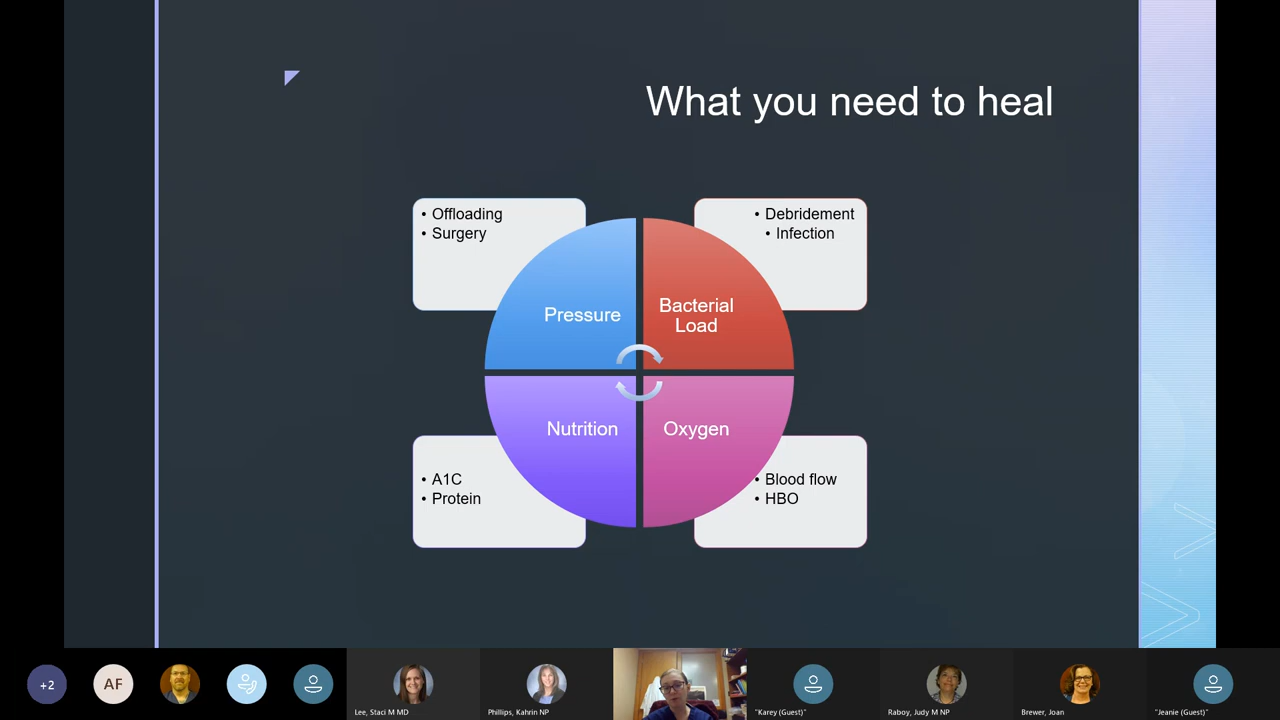 What you need to heal
• Offloading
• Surgery
• Debridement
• Infection
Pressure
Bacterial
Load
Nutrition
Oxygen
• A1C
• Protein
• Blood flow
• HBO
+2
AF
Lee, Staci M MD
Phillips, Kahrin NP
"Karey (Guest)"
Raboy, Judy M NP
Brewer, Joan
"Jeanie (Guest)"